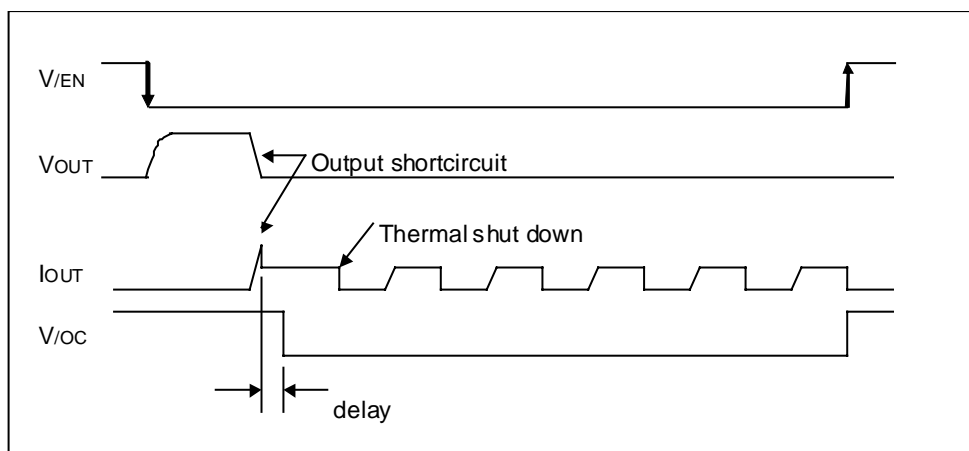 V/EN
VOUT
Output shortcircuit
Thermal shut down
IOUT
V/OC
delay